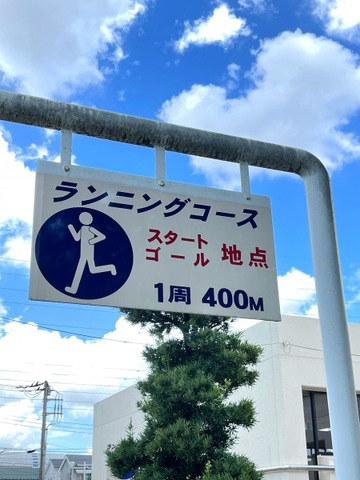 ランニングコース
スタート
ゴール
地点
1周 400M